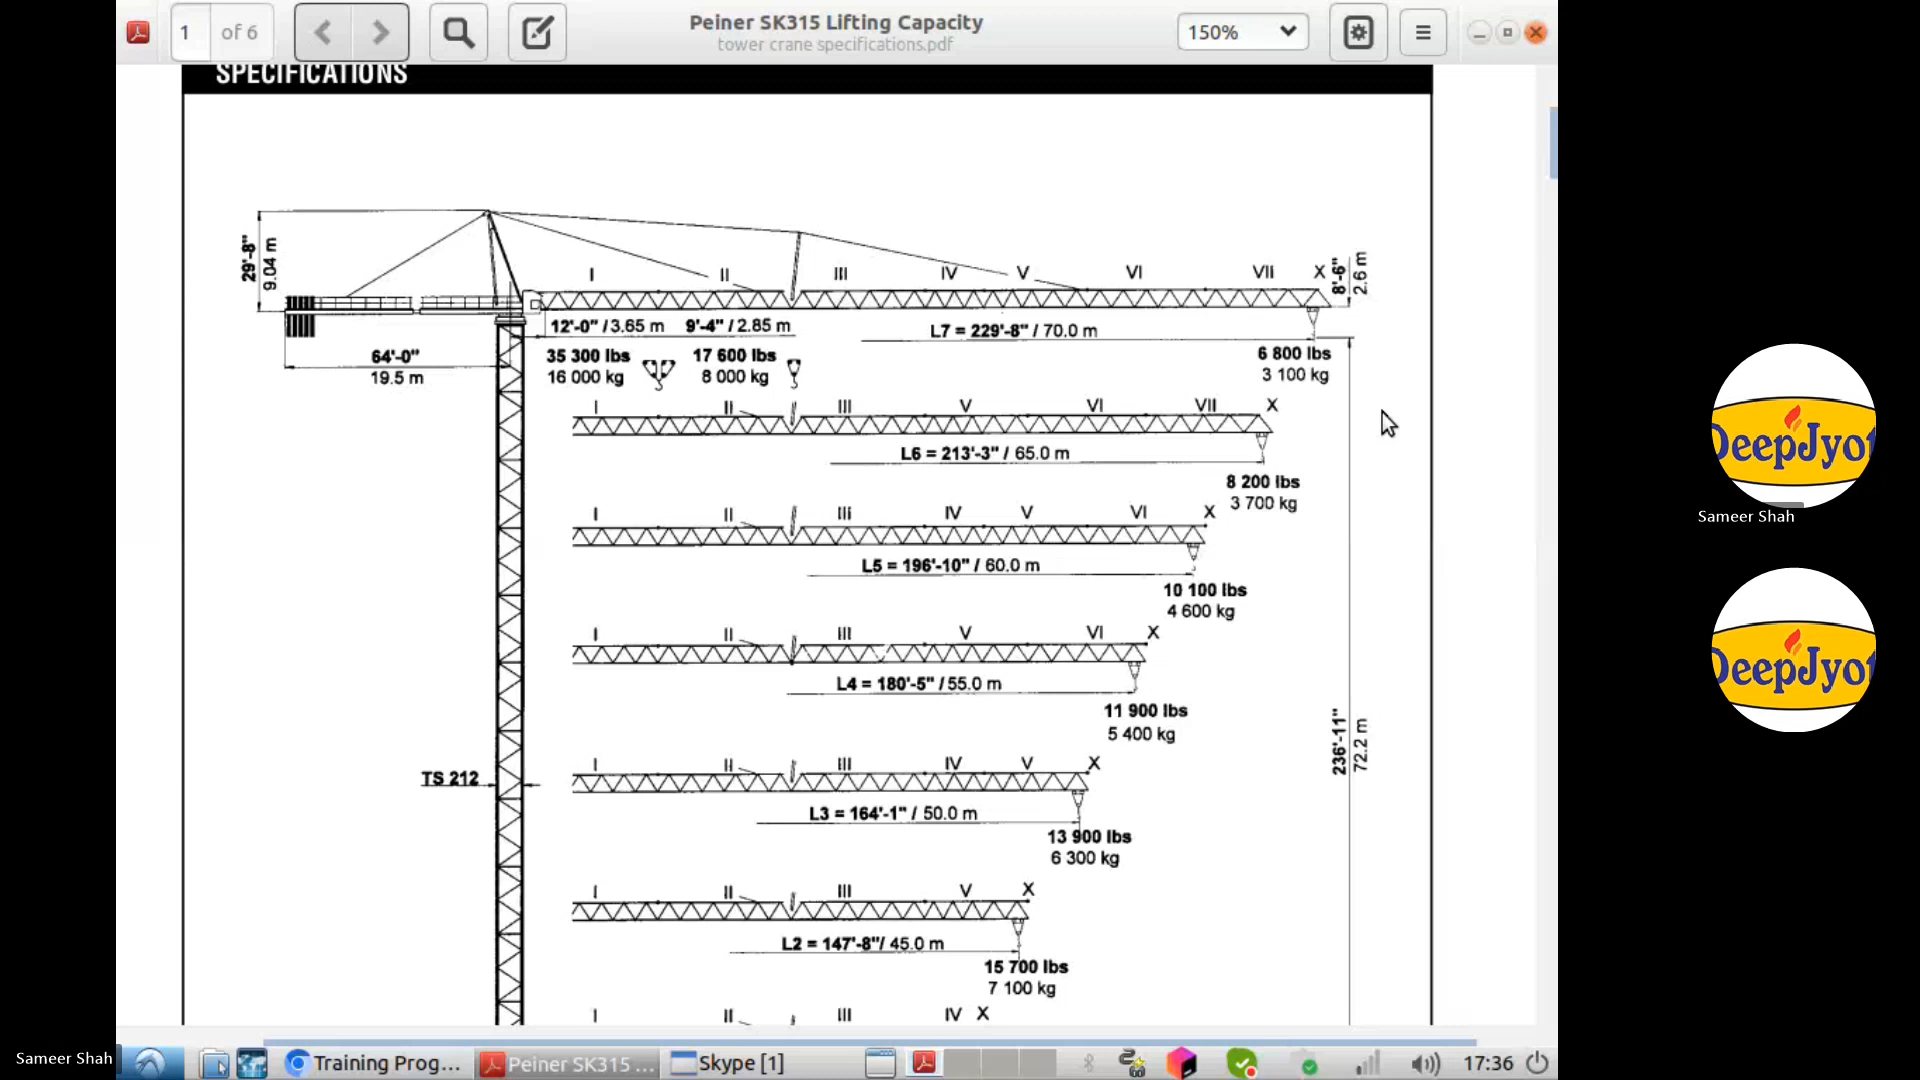 1 of 6
Peiner SK315 Lifting Capacity
tower crane specifications.pdf
150%
SPECIFICATIONS
29'-8"
9.04 m
I II III IV V VI VII X
8'-6"
2.6 m
12'-0" / 3.65 m 9'-4" / 2.85 m
L7 = 229'-8" / 70.0 m
64'-0"
19.5 m
35 300 lbs
16 000 kg
17 600 lbs
8 000 kg
6 800 lbs
3 100 kg
I II III V VI VII X
L6 = 213'-3" / 65.0 m
8 200 lbs
3 700 kg
I II III IV V VI X
L5 = 196'-10" / 60.0 m
10 100 lbs
4 600 kg
I II III V VI X
L4 = 180'-5" / 55.0 m
11 900 lbs
5 400 kg
236'-11"
72.2 m
TS 212
I II III IV V X
L3 = 164'-1" / 50.0 m
13 900 lbs
6 300 kg
I II III V X
L2 = 147'-8"/ 45.0 m
15 700 lbs
7 100 kg
I II III IV X
DeepJyot
Sameer Shah
DeepJyot
Sameer Shah
Training Prog...
Peiner SK315 ...
Skype [1]
17:36